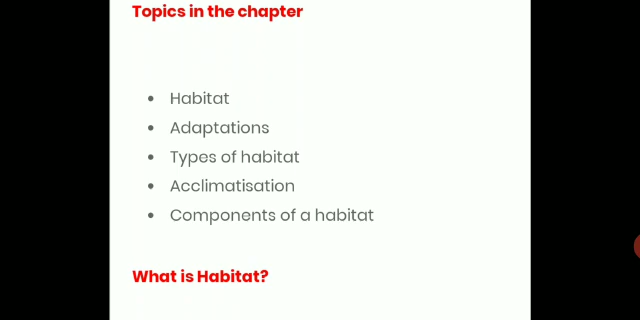 Topics in the chapter
• Habitat
• Adaptations
• Types of habitat
• Acclimatisation
• Components of a habitat
What is Habitat?